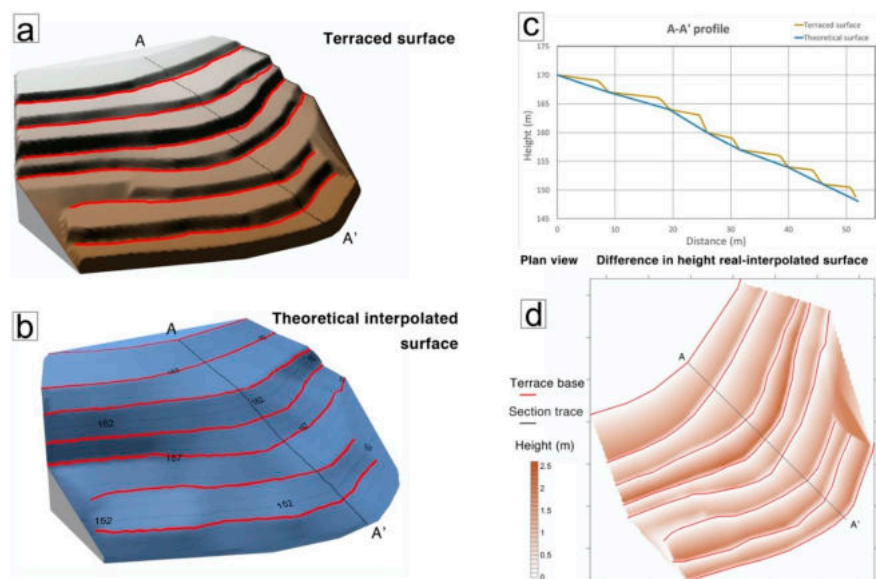 a
A
Terraced surface
A'
b
A
Theoretical interpolated
surface
162
162
157
152
152
A'
c
A-A' profile
Terraced surface
Theoretical surface
175
170
165
160
155
150
145
Height (m)
0
10
20
30
40
50
Distance (m)
Plan view
Difference in height real-interpolated surface
d
A
A'
Terrace base
Section trace
Height (m)
2.5
2
1.5
1
0.5
0